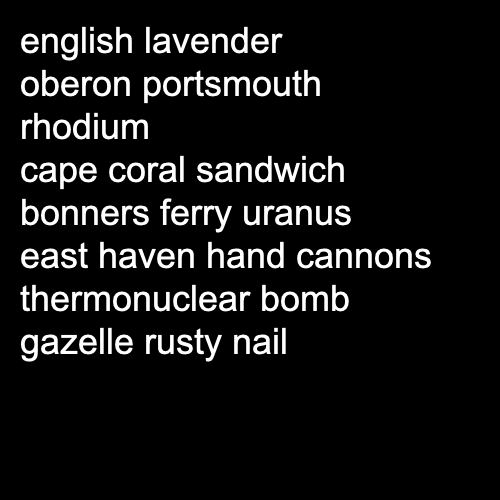 english lavender
oberon portsmouth
rhodium
cape coral sandwich
bonners ferry uranus
east haven hand cannons
thermonuclear bomb
gazelle rusty nail